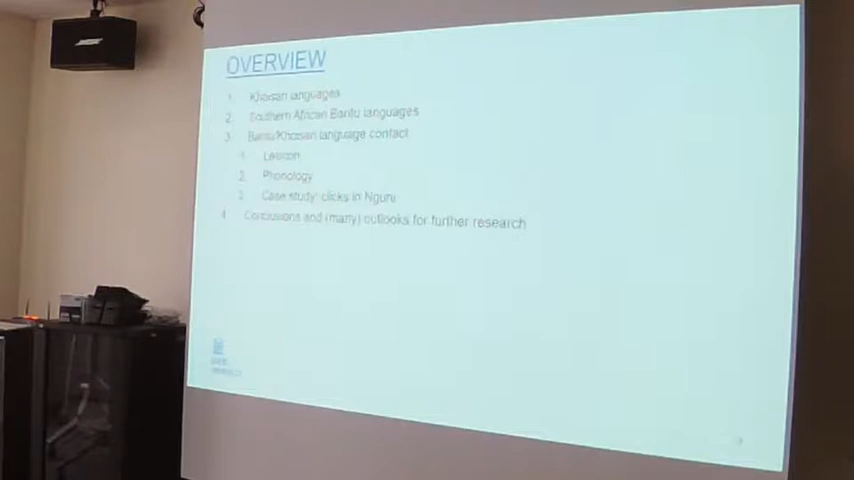 OVERVIEW
1. Khoisan languages
2. Southern African Bantu languages
3. Bantu/Khoisan language contact
1. Lexicon
2. Phonology
3. Case study: clicks in Nguni
4. Conclusions and (many) outlooks for further research